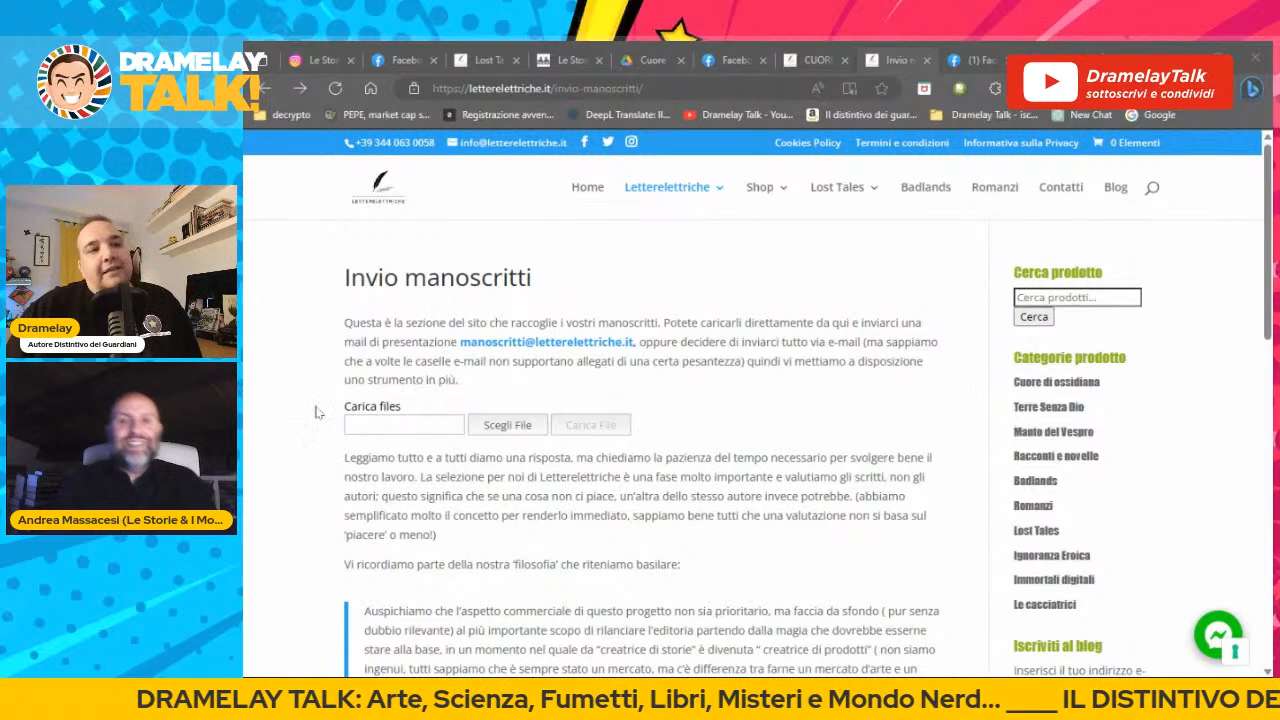 DRAMELAY
TALK!
Dramelay
Autore Distintivo dei Guardiani
Andrea Massacesi (Le Storie & I Mo...
Le Sto
Faceb
Lost Ta
Le Sto
Cuore
Faceb
CUORI
Invio n
(1) Fac
https://letterelettriche.it/invio-manoscritti/
DramelayTalk
sottoscrivi e condividi
decrypto
PEPE, market cap s...
Registrazione avven...
DeepL Translate: Il...
Dramelay Talk - You...
Il distintivo dei guar...
Dramelay Talk - isc...
New Chat
Google
+39 344 063 0058
info@letterelettriche.it
Cookies Policy
Termini e condizioni
Informativa sulla Privacy
0 Elementi
LETTERELETTRICHE
Home
Letterelettriche
Shop
Lost Tales
Badlands
Romanzi
Contatti
Blog
Invio manoscritti
Questa è la sezione del sito che raccoglie i vostri manoscritti. Potete caricarli direttamente da qui e inviarci una
mail di presentazione manoscritti@letterelettriche.it, oppure decidere di inviarci tutto via e-mail (ma sappiamo
che a volte le caselle e-mail non supportano allegati di una certa pesantezza) quindi vi mettiamo a disposizione
uno strumento in più.
Carica files
Scegli File
Carica File
Leggiamo tutto e a tutti diamo una risposta, ma chiediamo la pazienza del tempo necessario per svolgere bene il
nostro lavoro. La selezione per noi di Letterelettriche è una fase molto importante e valutiamo gli scritti, non gli
autori; questo significa che se una cosa non ci piace, un'altra dello stesso autore invece potrebbe. (abbiamo
semplificato molto il concetto per renderlo immediato, sappiamo bene tutti che una valutazione non si basa sul
'piacere' o meno!)
Vi ricordiamo parte della nostra 'filosofia' che riteniamo basilare:
Auspichiamo che l'aspetto commerciale di questo progetto non sia prioritario, ma faccia da sfondo ( pur senza
dubbio rilevante) al più importante scopo di rilanciare l'editoria partendo dalla magia che dovrebbe esserne
stare alla base, in un momento nel quale da "creatrice di storie" è divenuta " creatrice di prodotti" ( non siamo
ingenui, tutti sappiamo che è sempre stato un mercato, ma c'è differenza tra farne un mercato d'arte e un
Cerca prodotto
Cerca prodotti...
Cerca
Categorie prodotto
Cuore di ossidiana
Terre Senza Dio
Manto del Vespro
Racconti e novelle
Badlands
Romanzi
Lost Tales
Ignoranza Eroica
Immortali digitali
Le cacciatrici
Iscriviti al blog
Inserisci il tuo indirizzo e-
DRAMELAY TALK: Arte, Scienza, Fumetti, Libri, Misteri e Mondo Nerd... ____ IL DISTINTIVO DE